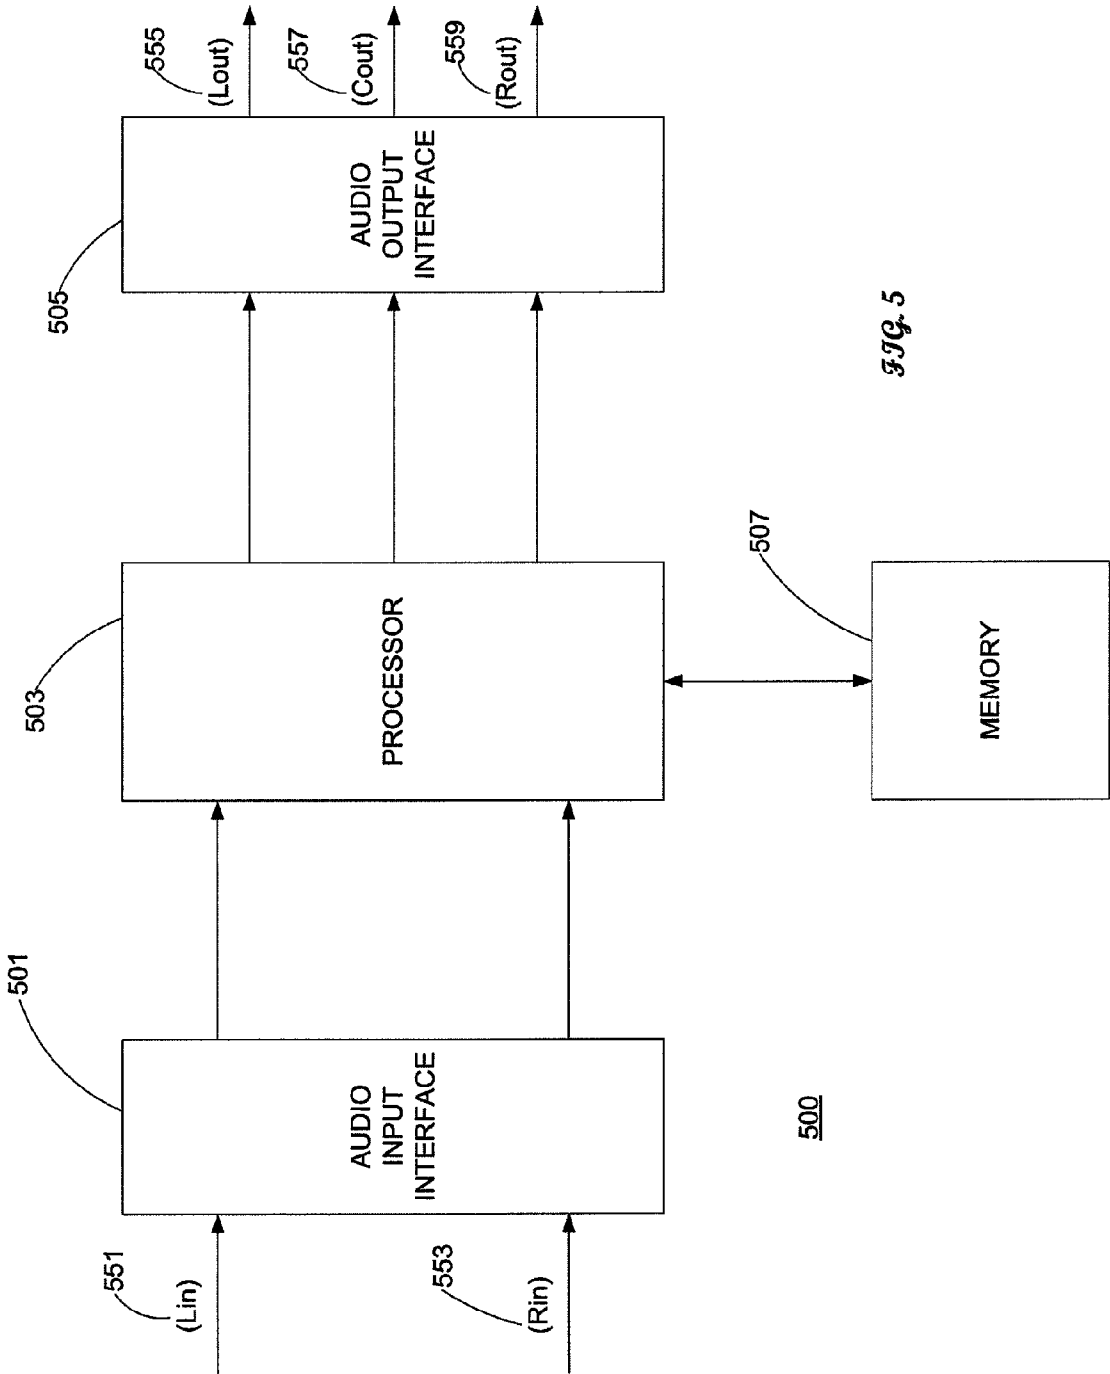 551
(Lin)
553
(Rin)
501
AUDIO
INPUT
INTERFACE
503
PROCESSOR
507
MEMORY
505
AUDIO
OUTPUT
INTERFACE
555
(Lout)
557
(Cout)
559
(Rout)
500
FIG. 5